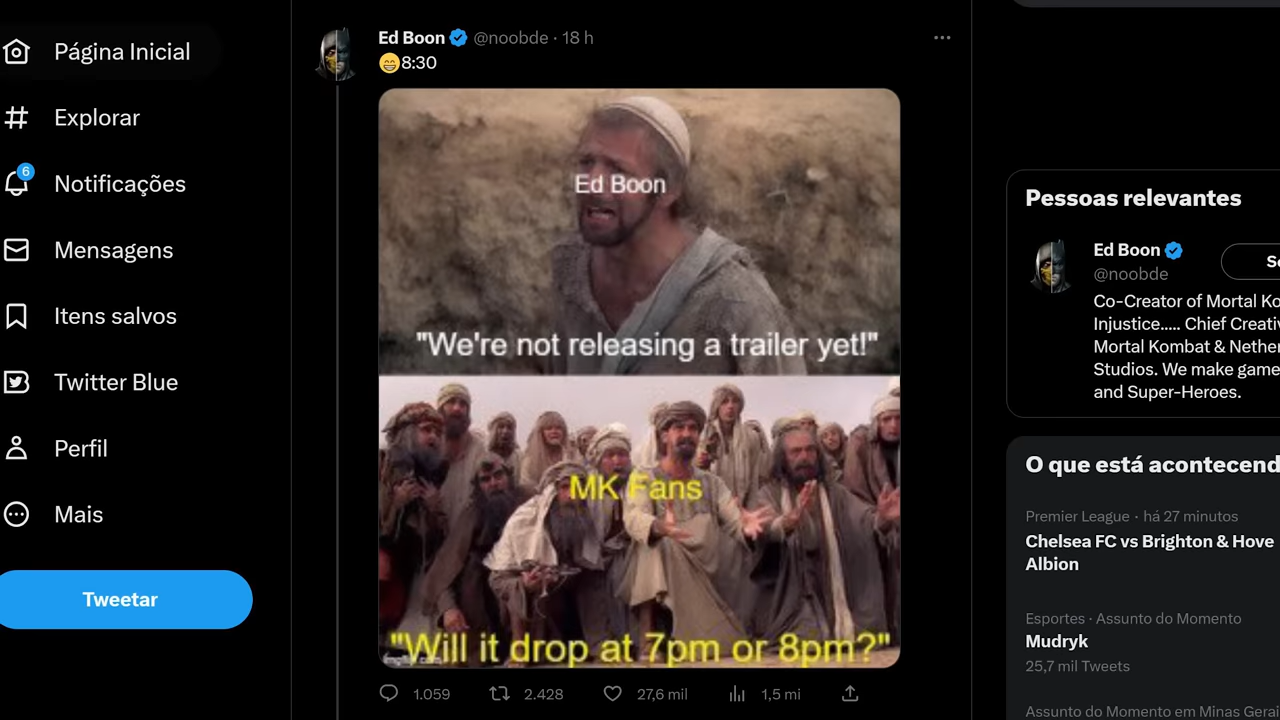 Página Inicial
Explorar
6
Notificações
Mensagens
Itens salvos
Twitter Blue
Perfil
Mais
Tweetar
Ed Boon @noobde · 18 h
😁8:30
Ed Boon
"We're not releasing a trailer yet!"
MK Fans
"Will it drop at 7pm or 8pm?"
1.059 2.428 27,6 mil 1,5 mi
Pessoas relevantes
Ed Boon
@noobde
Co-Creator of Mortal Ko
Injustice..... Chief Creativ
Mortal Kombat & Nether
Studios. We make game
and Super-Heroes.
O que está acontecend
Premier League · há 27 minutos
Chelsea FC vs Brighton & Hove
Albion
Esportes · Assunto do Momento
Mudryk
25,7 mil Tweets
Assunto do Momento em Minas Gerai